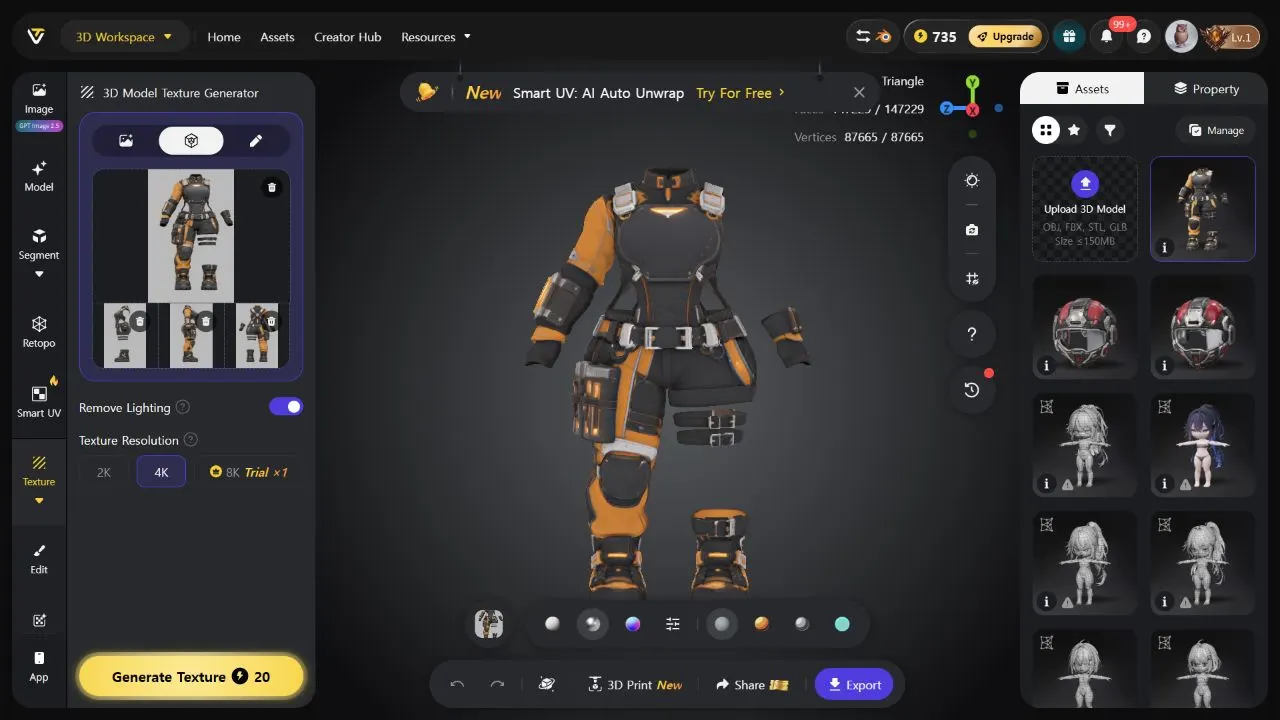 3D Workspace
Home
Assets
Creator Hub
Resources
735
Upgrade
99+
Lv.1
Image
GPT Image 2.5
Model
Segment
Retopo
Smart UV
Texture
Edit
App
3D Model Texture Generator
Remove Lighting ?
Texture Resolution ?
2K
4K
8K Trial ×1
Generate Texture 20
New Smart UV: AI Auto Unwrap Try For Free
Triangle
147229
Vertices 87665 / 87665
Y
Z
X
?
3D Print New
Share
Export
Assets
Property
Manage
Upload 3D Model
OBJ, FBX, STL, GLB
Size ≤150MB